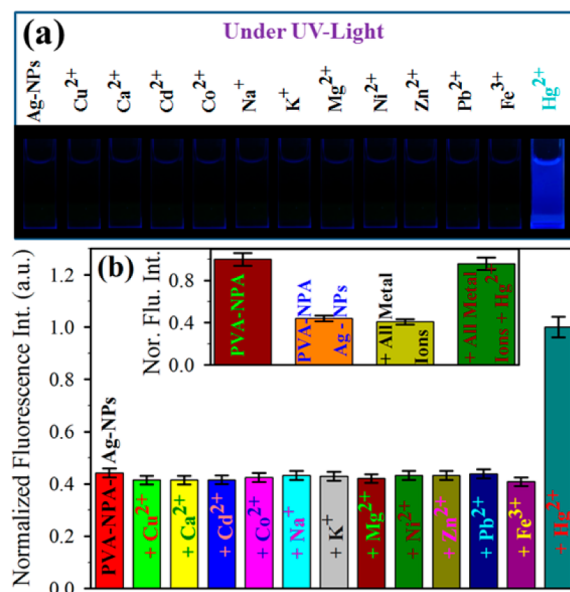 (a)
Under UV-Light
Ag-NPs
Cu2+
Ca2+
Cd2+
Co2+
Na+
K+
Mg2+
Ni2+
Zn2+
Pb2+
Fe3+
Hg2+
(b)
Normalized Fluorescence Int. (a.u.)
1.2
1.0
0.8
0.6
0.4
0.2
0.0
Nor. Flu. Int.
0.8
0.4
0.0
PVA-NPA
PVA-NPA
Ag -NPs
+ All Metal
Ions
+ All Metal
Ions + Hg2+
PVA-NPA-Ag-NPs
+ Cu2+
+ Ca2+
+ Cd2+
+ Co2+
+ Na+
+ K+
+ Mg2+
+ Ni2+
+ Zn2+
+ Pb2+
+ Fe3+
+ Hg2+